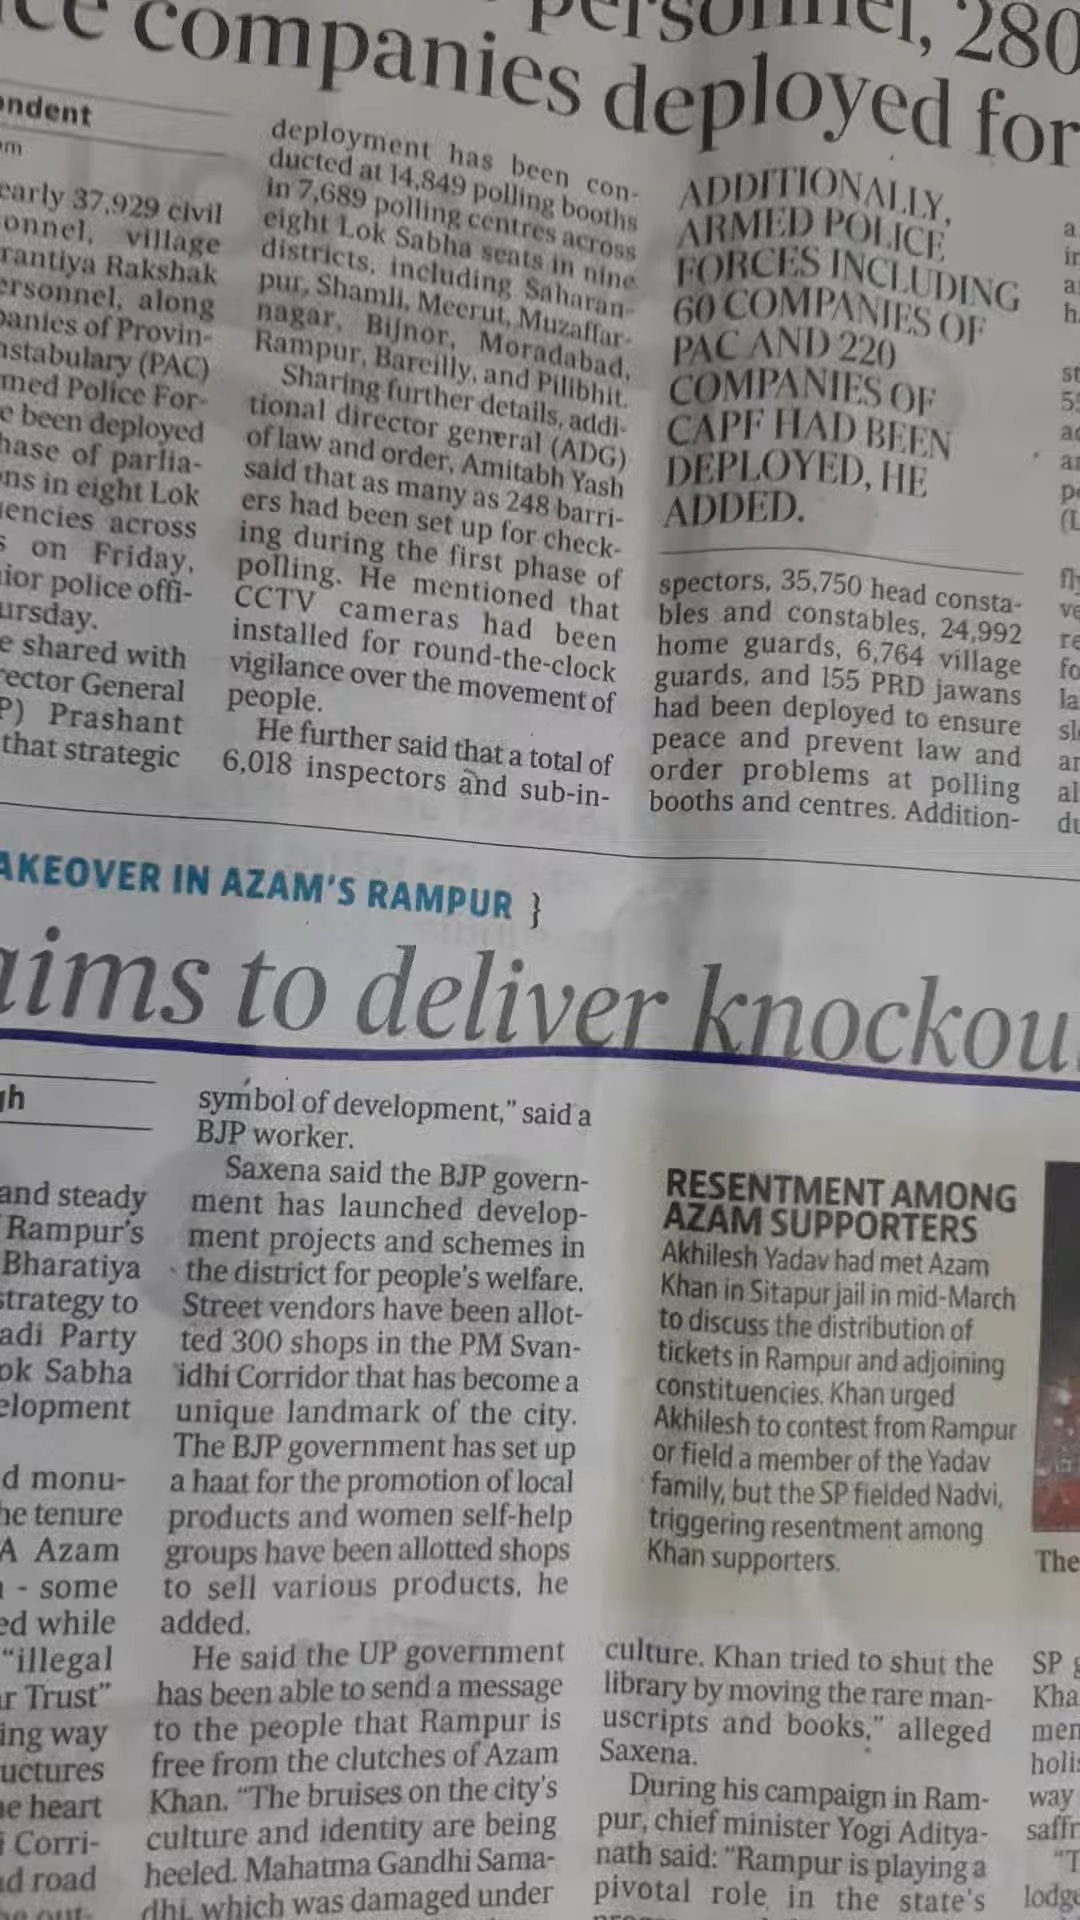 personnel, 280
companies deployed for
ndent
early 37,929 civil
onnel, village
rantiya Rakshak
ersonnel, along
panies of Provin-
nstabulary (PAC)
med Police For-
e been deployed
hase of parlia-
ns in eight Lok
encies across
s on Friday,
ior police offi-
ursday.
e shared with
rector General
P) Prashant
that strategic
deployment has been con-
ducted at 14,849 polling booths
in 7,689 polling centres across
eight Lok Sabha seats in nine
districts, including Saharan-
pur, Shamli, Meerut, Muzaffar-
nagar, Bijnor, Moradabad,
Rampur, Bareilly, and Pilibhit.
Sharing further details, addi-
tional director general (ADG)
of law and order, Amitabh Yash
said that as many as 248 barri-
ers had been set up for check-
ing during the first phase of
polling. He mentioned that
CCTV cameras had been
installed for round-the-clock
vigilance over the movement of
people.
He further said that a total of
6,018 inspectors and sub-in-
ADDITIONALLY,
ARMED POLICE
FORCES INCLUDING
60 COMPANIES OF
PAC AND 220
COMPANIES OF
CAPF HAD BEEN
DEPLOYED, HE
ADDED.
spectors, 35,750 head consta-
bles and constables, 24,992
home guards, 6,764 village
guards, and 155 PRD jawans
had been deployed to ensure
peace and prevent law and
order problems at polling
booths and centres. Addition-
AKEOVER IN AZAM'S RAMPUR }
aims to deliver knockou
gh
and steady
Rampur's
Bharatiya
strategy to
adi Party
ok Sabha
elopment
d monu-
he tenure
A Azam
- some
ed while
"illegal
r Trust"
ing way
uctures
e heart
i Corri-
d road
symbol of development," said a
BJP worker.
Saxena said the BJP govern-
ment has launched develop-
ment projects and schemes in
the district for people's welfare.
Street vendors have been allot-
ted 300 shops in the PM Svan-
idhi Corridor that has become a
unique landmark of the city.
The BJP government has set up
a haat for the promotion of local
products and women self-help
groups have been allotted shops
to sell various products, he
added.
He said the UP government
has been able to send a message
to the people that Rampur is
free from the clutches of Azam
Khan. "The bruises on the city's
culture and identity are being
heeled. Mahatma Gandhi Sama-
dhi, which was damaged under
RESENTMENT AMONG
AZAM SUPPORTERS
Akhilesh Yadav had met Azam
Khan in Sitapur jail in mid-March
to discuss the distribution of
tickets in Rampur and adjoining
constituencies. Khan urged
Akhilesh to contest from Rampur
or field a member of the Yadav
family, but the SP fielded Nadvi,
triggering resentment among
Khan supporters.
culture. Khan tried to shut the
library by moving the rare man-
uscripts and books," alleged
Saxena.
During his campaign in Ram-
pur, chief minister Yogi Aditya-
nath said: "Rampur is playing a
pivotal role in the state's
The
SP
Kha
men
holi
way
saffr
"T
lodge